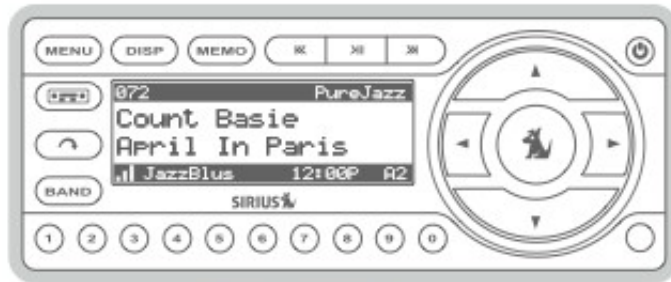 MENU DISP MEMO
072 PureJazz
Count Basie
April In Paris
JazzBlus 12:00P A2
BAND
SIRIUS
1 2 3 4 5 6 7 8 9 0